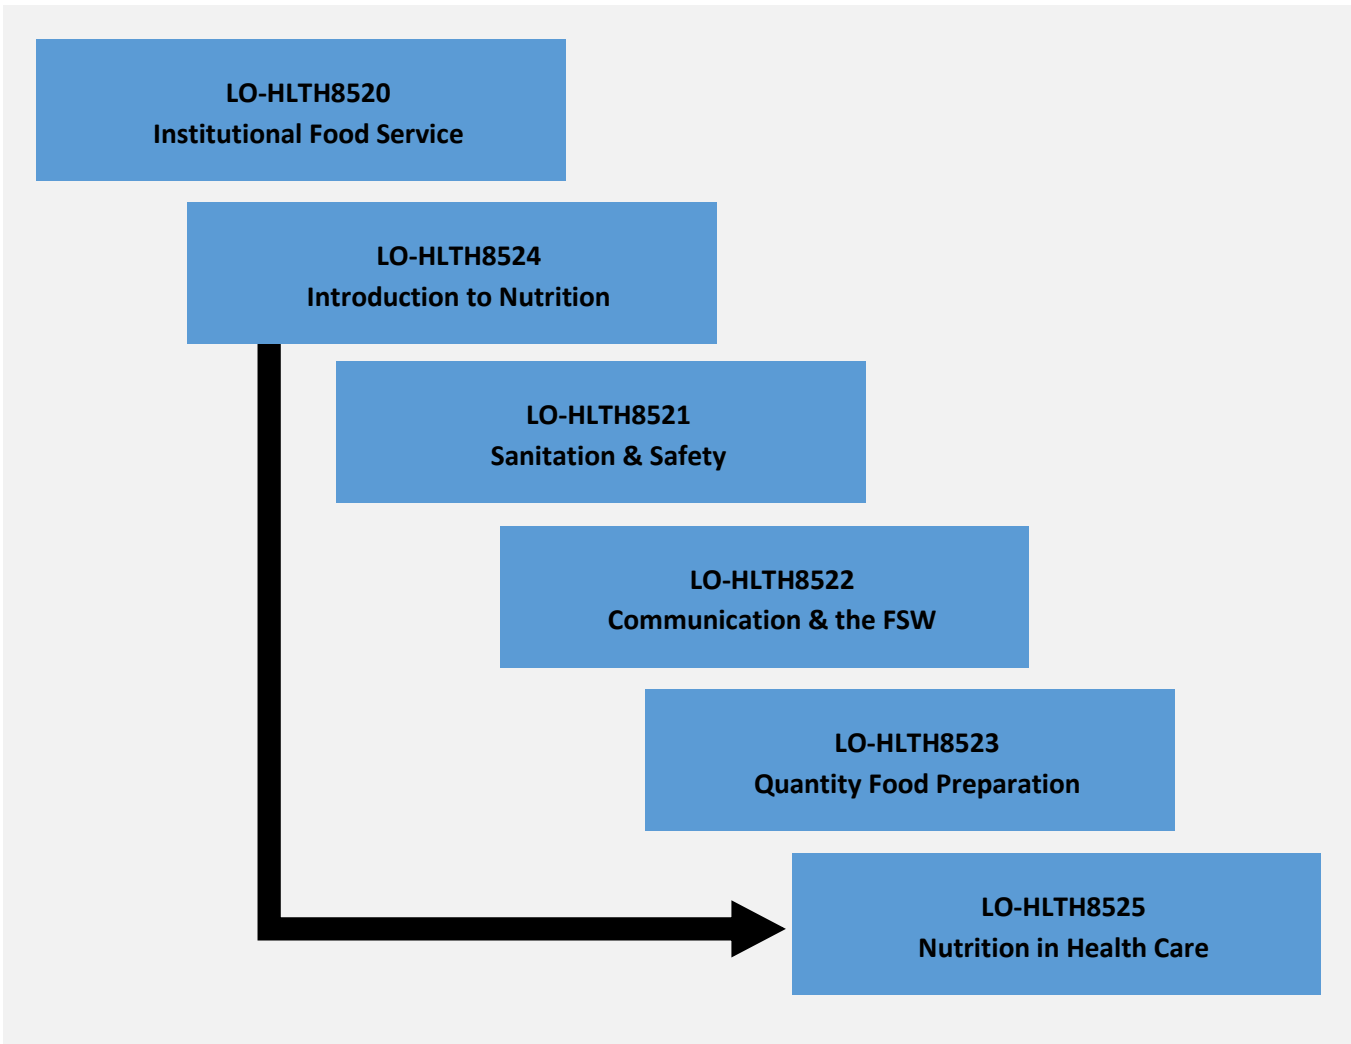 LO-HLTH8520
Institutional Food Service
LO-HLTH8524
Introduction to Nutrition
LO-HLTH8521
Sanitation & Safety
LO-HLTH8522
Communication & the FSW
LO-HLTH8523
Quantity Food Preparation
LO-HLTH8525
Nutrition in Health Care